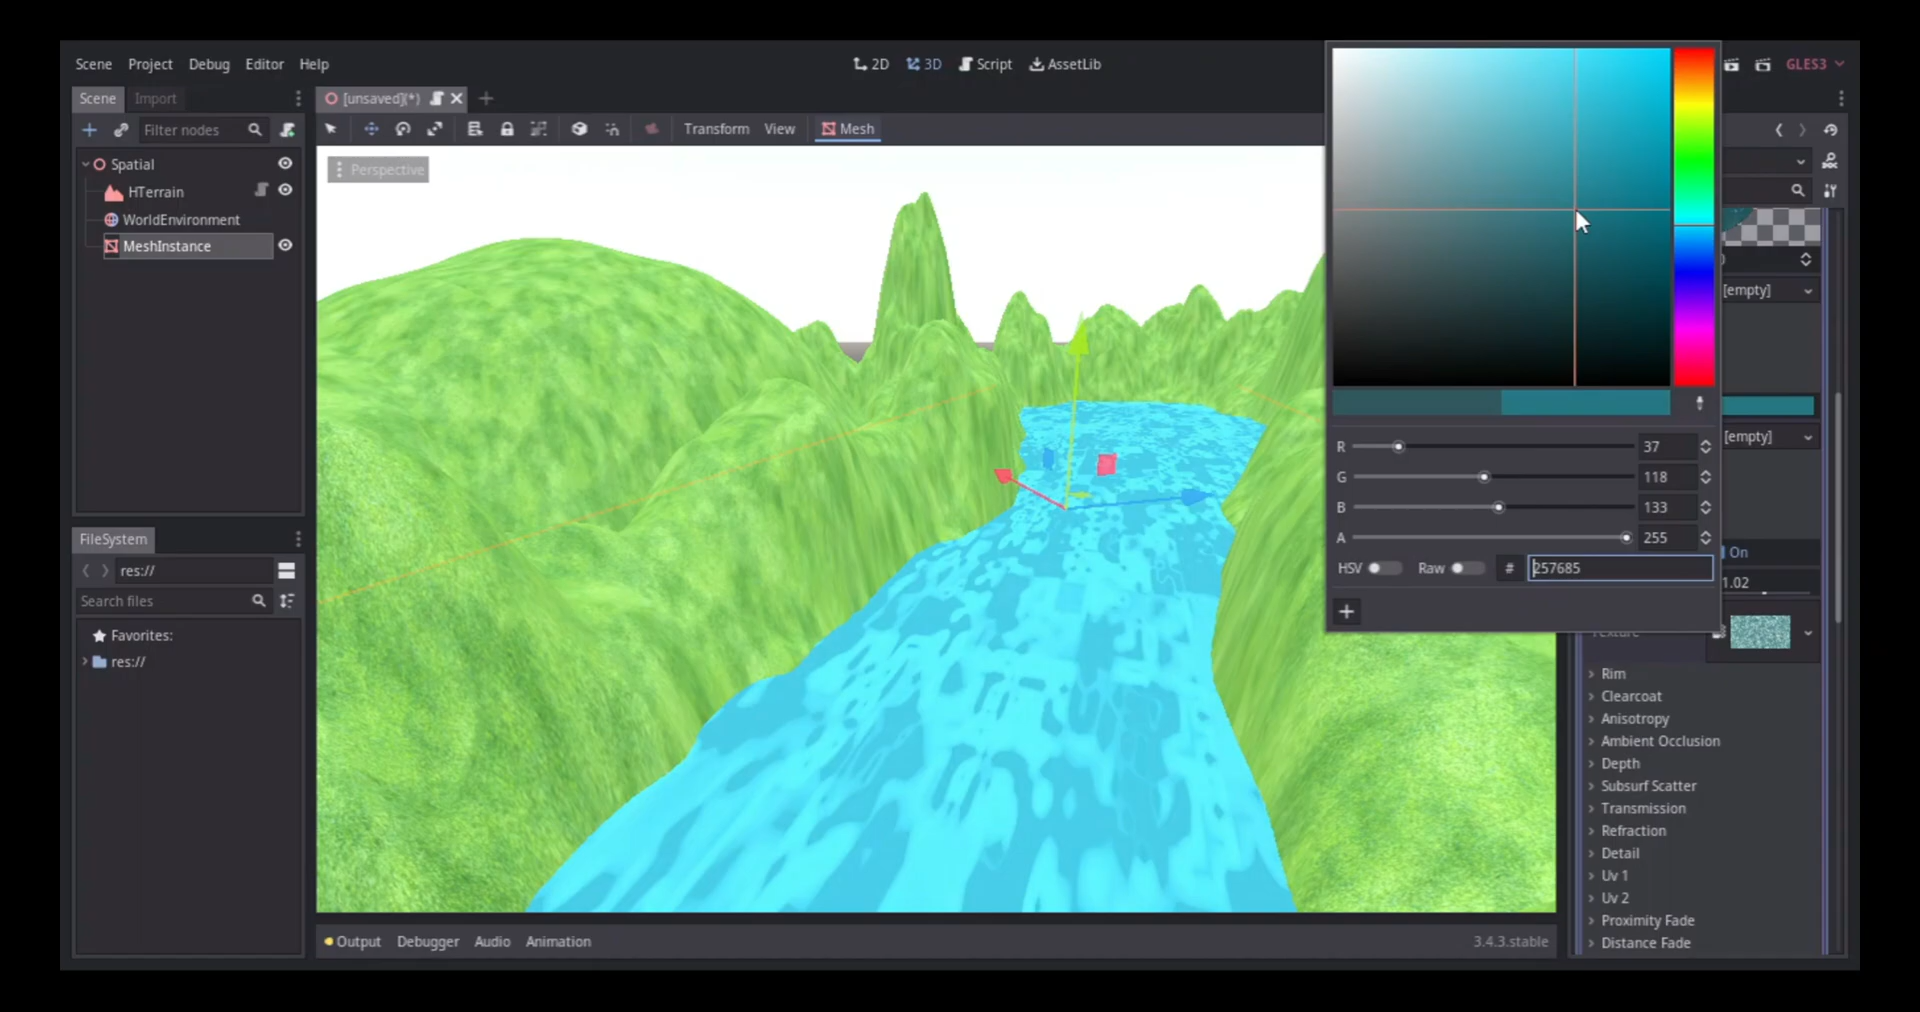 Scene Project Debug Editor Help
2D 3D Script AssetLib
GLES3
Scene Import
[unsaved](*)
Filter nodes
Transform View Mesh
Perspective
Spatial
HTerrain
WorldEnvironment
MeshInstance
[empty]
[empty]
R 37
G 118
B 133
A 255
HSV Raw # 257685
On
1.02
FileSystem
res://
Search files
Favorites:
res://
Rim
Clearcoat
Anisotropy
Ambient Occlusion
Depth
Subsurf Scatter
Transmission
Refraction
Detail
Uv 1
Uv 2
Proximity Fade
Distance Fade
Output Debugger Audio Animation
3.4.3.stable